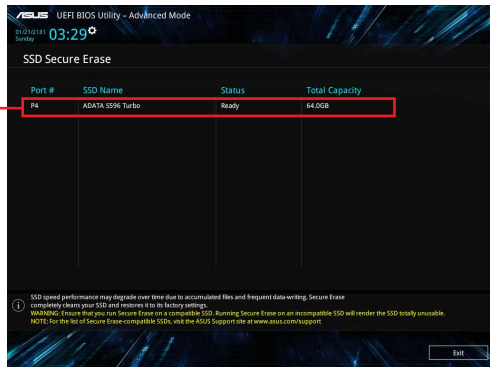 ASUS UEFI BIOS Utility – Advanced Mode
01/21/2181 03:29
Sunday
SSD Secure Erase
Port # SSD Name Status Total Capacity
P4 ADATA S596 Turbo Ready 64.0GB
SSD speed performance may degrade over time due to accumulated files and frequent data-writing. Secure Erase
completely cleans your SSD and restores it to its factory settings.
WARNING: Ensure that you run Secure Erase on a compatible SSD. Running Secure Erase on an incompatible SSD will render the SSD totally unusable.
NOTE: For the list of Secure Erase-compatible SSDs, visit the ASUS Support site at www.asus.com/support
Exit